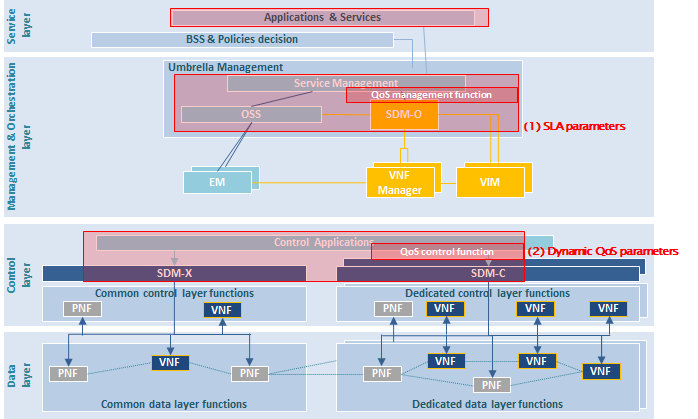 Service
layer
Applications & Services
BSS & Policies decision
Management & Orchestration
layer
Umbrella Management
Service Management
QoS management function
OSS
SDM-O
(1) SLA parameters
EM
VNF
Manager
VIM
Control
layer
Control Applications
QoS control function
(2) Dynamic QoS parameters
SDM-X
SDM-C
Common control layer functions
Dedicated control layer functions
PNF
VNF
PNF
VNF
VNF
VNF
Data
layer
PNF
VNF
PNF
PNF
VNF
PNF
VNF
VNF
Common data layer functions
Dedicated data layer functions